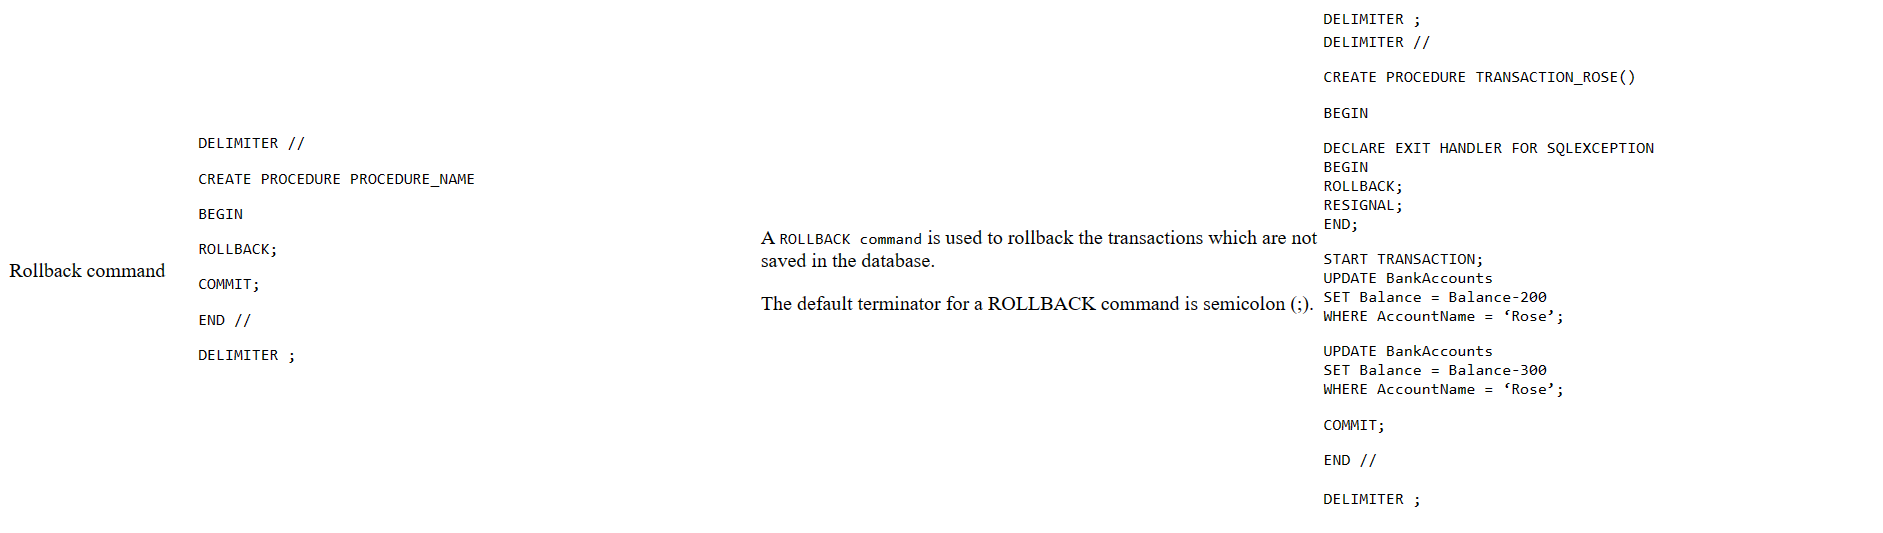 Rollback command
DELIMITER //
CREATE PROCEDURE PROCEDURE_NAME
BEGIN
ROLLBACK;
COMMIT;
END //
DELIMITER ;
A ROLLBACK command is used to rollback the transactions which are not
saved in the database.
The default terminator for a ROLLBACK command is semicolon (;).
DELIMITER ;
DELIMITER //
CREATE PROCEDURE TRANSACTION_ROSE()
BEGIN
DECLARE EXIT HANDLER FOR SQLEXCEPTION
BEGIN
ROLLBACK;
RESIGNAL;
END;
START TRANSACTION;
UPDATE BankAccounts
SET Balance = Balance-200
WHERE AccountName = ‘Rose’;
UPDATE BankAccounts
SET Balance = Balance-300
WHERE AccountName = ‘Rose’;
COMMIT;
END //
DELIMITER ;